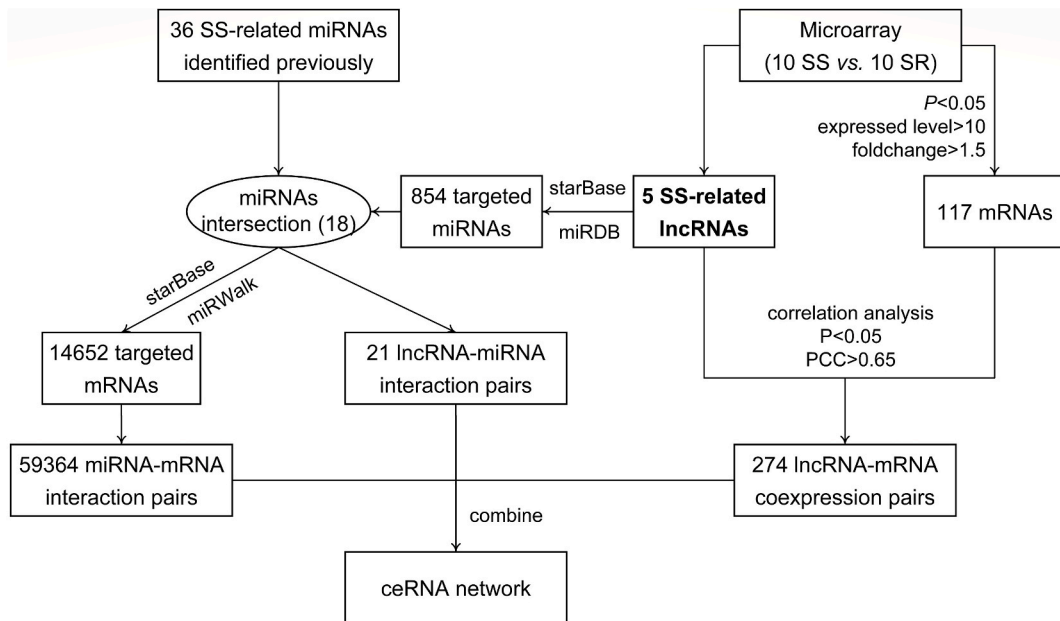 36 SS-related miRNAs
identified previously
Microarray
(10 SS vs. 10 SR)
P<0.05
expressed level>10
foldchange>1.5
miRNAs
intersection (18)
854 targeted
miRNAs
starBase
miRDB
5 SS-related
lncRNAs
117 mRNAs
starBase
miRWalk
14652 targeted
mRNAs
21 lncRNA-miRNA
interaction pairs
correlation analysis
P<0.05
PCC>0.65
59364 miRNA-mRNA
interaction pairs
274 lncRNA-mRNA
coexpression pairs
combine
ceRNA network